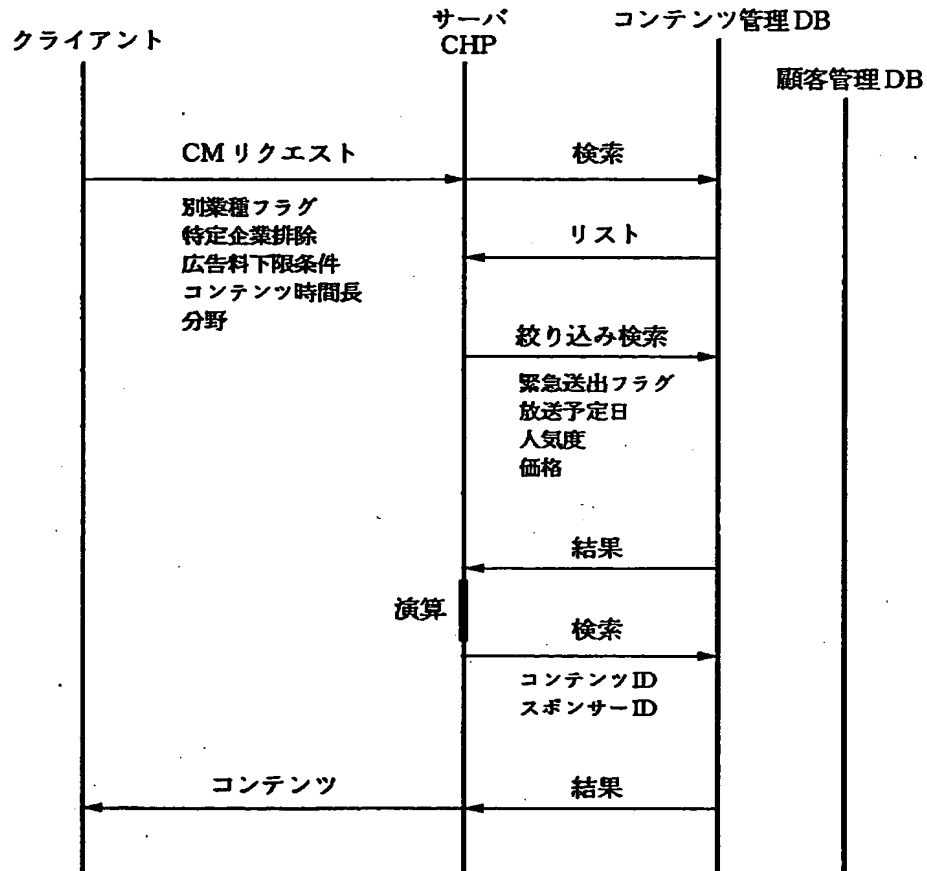 クライアント
サーバ
CHP
コンテンツ管理DB
顧客管理DB
CMリクエスト
検索
別業種フラグ
特定企業排除
広告料下限条件
コンテンツ時間長
分野
リスト
絞り込み検索
緊急送出フラグ
放送予定日
人気度
価格
結果
演算
検索
コンテンツID
スポンサーID
コンテンツ
結果